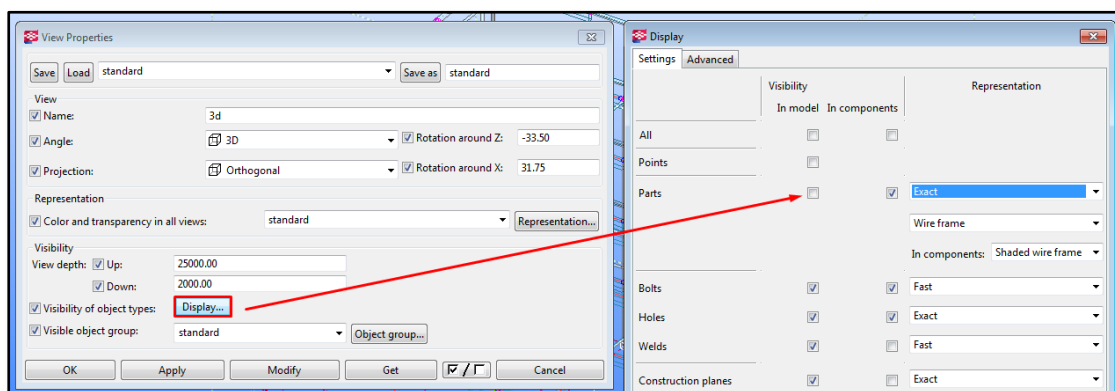 View Properties
Save Load standard Save as standard
View
Name: 3d
Angle: 3D Rotation around Z: -33.50
Projection: Orthogonal Rotation around X: 31.75
Representation
Color and transparency in all views: standard Representation...
Visibility
View depth: Up: 25000.00
Down: 2000.00
Visibility of object types: Display...
Visible object group: standard Object group...
OK Apply Modify Get / Cancel
Display
Settings Advanced
Visibility Representation
In model In components
All
Points
Parts Exact
Wire frame
In components: Shaded wire frame
Bolts Fast
Holes Exact
Welds Fast
Construction planes Exact